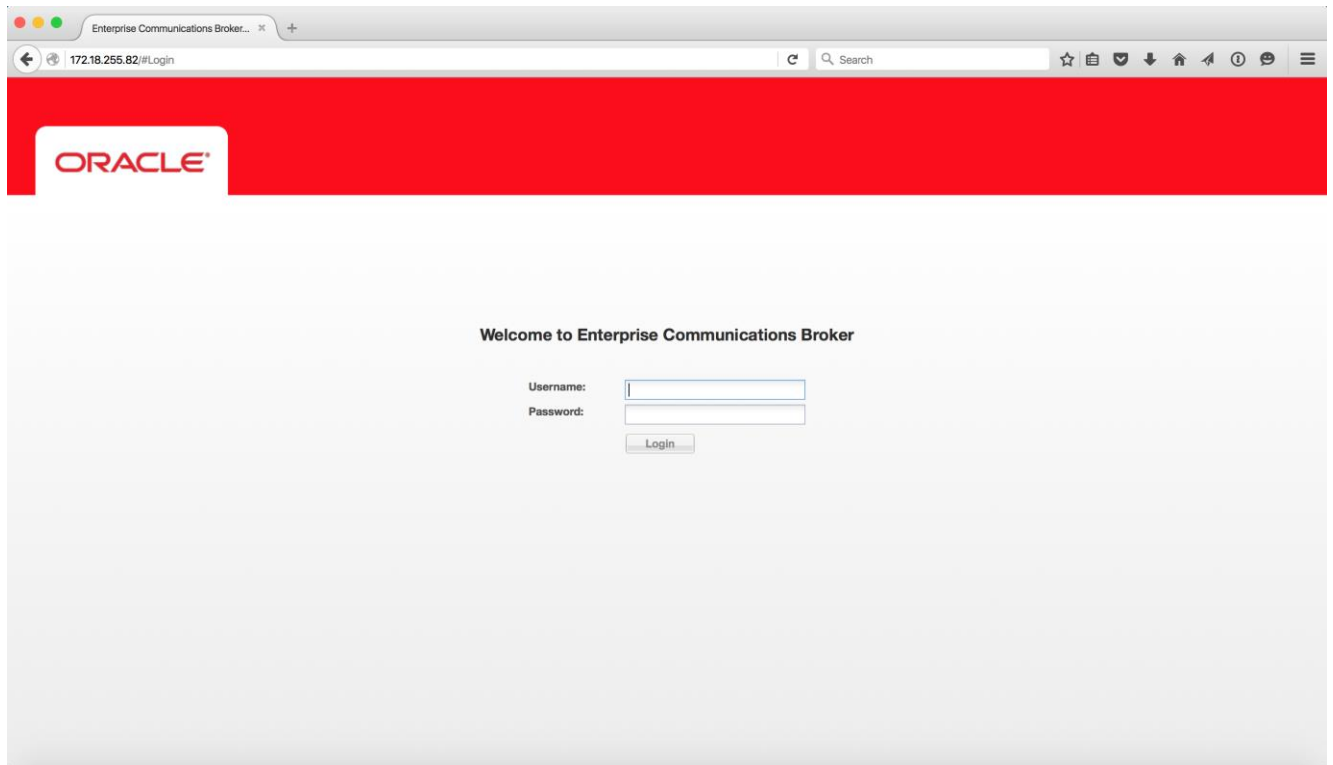 Enterprise Communications Broker...
172.18.255.82/#Login
Search
ORACLE®
Welcome to Enterprise Communications Broker
Username:
Password:
Login